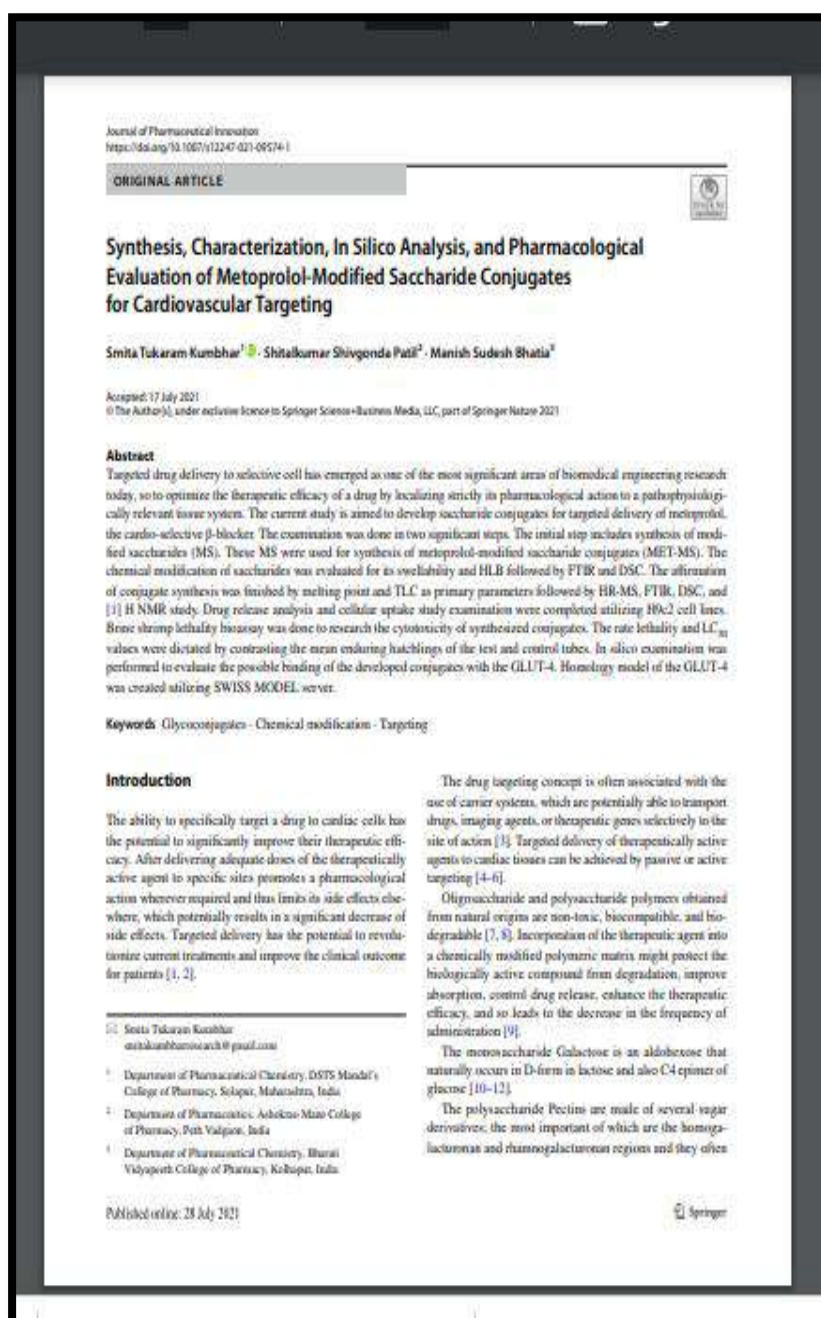 Journal of Pharmaceutical Innovation
https://doi.org/10.1007/s12247-021-09574-1
ORIGINAL ARTICLE
Synthesis, Characterization, In Silico Analysis, and Pharmacological
Evaluation of Metoprolol-Modified Saccharide Conjugates
for Cardiovascular Targeting
Smita Tukaram Kumbhar1 · Shitalkumar Shivgonda Patil2 · Manish Sudesh Bhatia3
Accepted: 17 July 2021
© The Author(s), under exclusive licence to Springer Science+Business Media, LLC, part of Springer Nature 2021
Abstract
Targeted drug delivery to selective cell has emerged as one of the most significant areas of biomedical engineering research
today, so to optimize the therapeutic efficacy of a drug by localizing strictly its pharmacological action to a pathophysiologi-
cally relevant tissue system. The current study is aimed to develop saccharide conjugates for targeted delivery of metoprolol,
the cardio-selective β-blocker. The examination was done in two significant steps. The initial step includes synthesis of modi-
fied saccharides (MS). These MS were used for synthesis of metoprolol-modified saccharide conjugates (MET-MS). The
chemical modification of saccharides was evaluated for its swellability and HLB followed by FTIR and DSC. The affirmation
of conjugate synthesis was finished by melting point and TLC as primary parameters followed by HR-MS, FTIR, DSC, and
[1] H NMR study. Drug release analysis and cellular uptake study examination were completed utilizing H9c2 cell lines.
Brine shrimp lethality bioassay was done to research the cytotoxicity of synthesized conjugates. The rate lethality and LC50
values were dictated by contrasting the mean enduring hatchlings of the test and control tubes. In silico examination was
performed to evaluate the possible binding of the developed conjugates with the GLUT-4. Homology model of the GLUT-4
was created utilizing SWISS MODEL server.
Keywords Glycoconjugates · Chemical modification · Targeting
Introduction
The ability to specifically target a drug to cardiac cells has
the potential to significantly improve their therapeutic effi-
cacy. After delivering adequate doses of the therapeutically
active agent to specific sites promotes a pharmacological
action wherever required and thus limits its side effects else-
where, which potentially results in a significant decrease of
side effects. Targeted delivery has the potential to revolu-
tionize current treatments and improve the clinical outcome
for patients [1, 2].
Smita Tukaram Kumbhar
smitakumbharresearch@gmail.com
1 Department of Pharmaceutical Chemistry, DSTS Mandal's
College of Pharmacy, Solapur, Maharashtra, India
2 Department of Pharmaceutics, Ashokrao Mane College
of Pharmacy, Peth Vadgaon, India
3 Department of Pharmaceutical Chemistry, Bharati
Vidyapeeth College of Pharmacy, Kolhapur, India
The drug targeting concept is often associated with the
use of carrier systems, which are potentially able to transport
drugs, imaging agents, or therapeutic genes selectively to the
site of action [3]. Targeted delivery of therapeutically active
agents to cardiac tissues can be achieved by passive or active
targeting [4–6].
Oligosaccharide and polysaccharide polymers obtained
from natural origins are non-toxic, biocompatible, and bio-
degradable [7, 8]. Incorporation of the therapeutic agent into
a chemically modified polymeric matrix might protect the
biologically active compound from degradation, improve
absorption, control drug release, enhance the therapeutic
efficacy, and so leads to the decrease in the frequency of
administration [9].
The monosaccharide Galactose is an aldohexose that
naturally occurs in D-form in lactose and also C4 epimer of
glucose [10–12].
The polysaccharide Pectins are made of several sugar
derivatives; the most important of which are the homoga-
lacturonan and rhamnogalacturonan regions and they often
Published online: 28 July 2021
Springer